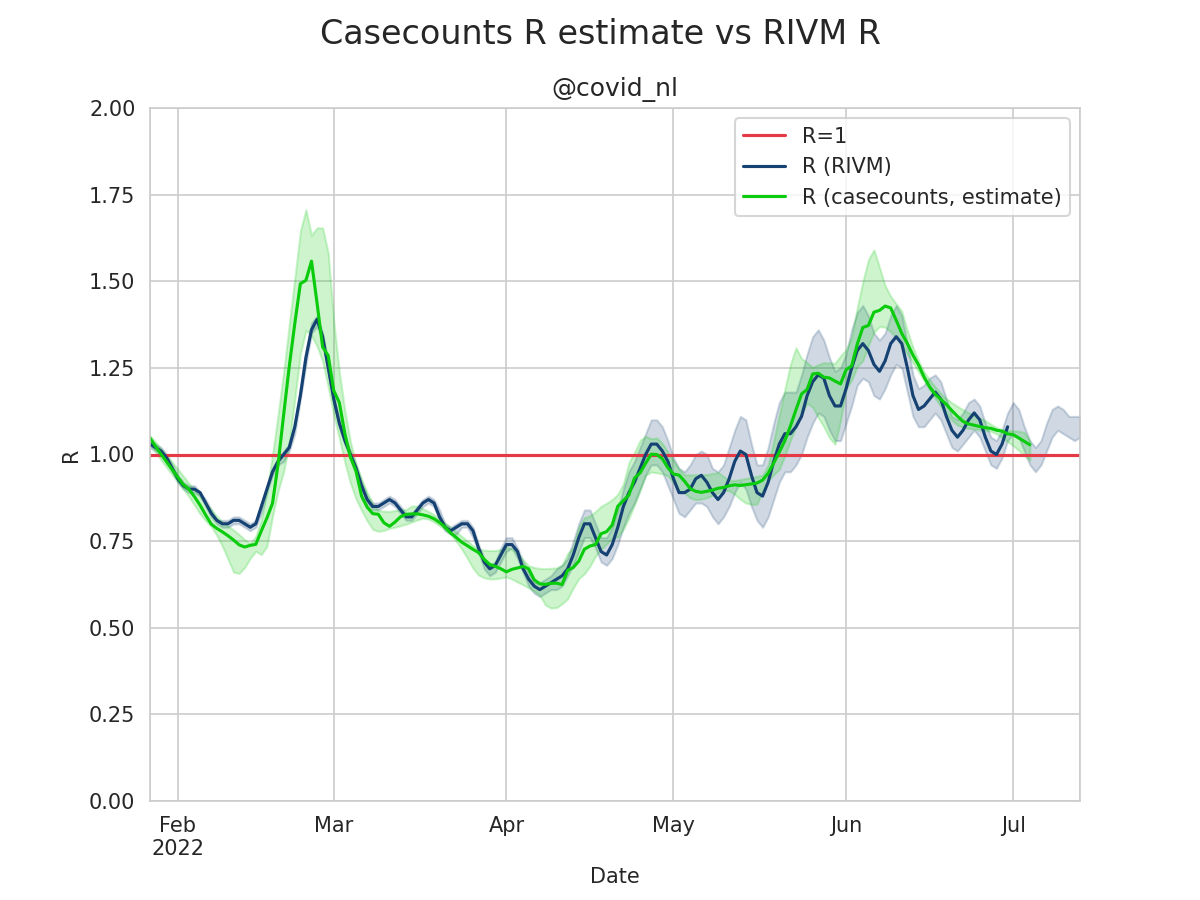 Casecounts R estimate vs RIVM R
@covid_nl
2.00
1.75
1.50
1.25
1.00
0.75
0.50
0.25
0.00
R
R=1
R (RIVM)
R (casecounts, estimate)
Feb Mar Apr May Jun Jul
2022
Date